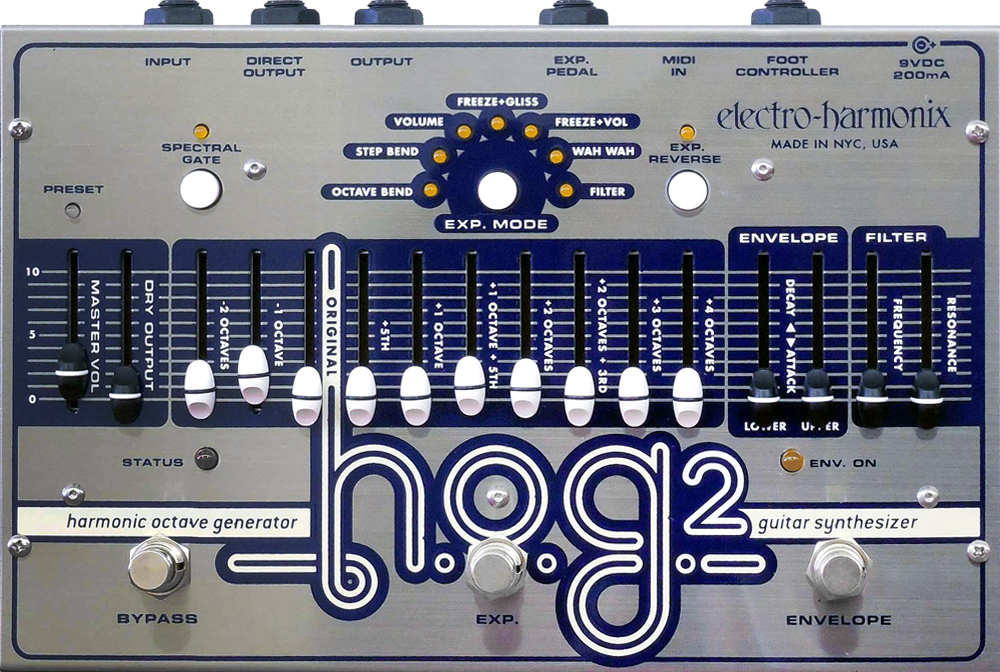 INPUT
DIRECT
OUTPUT
OUTPUT
EXP.
PEDAL
MIDI
IN
FOOT
CONTROLLER
9VDC
200mA
FREEZE+GLISS
VOLUME
FREEZE+VOL
STEP BEND
WAH WAH
OCTAVE BEND
FILTER
EXP. MODE
SPECTRAL
GATE
EXP.
REVERSE
electro-harmonix
MADE IN NYC, USA
PRESET
ENVELOPE
FILTER
10
5
0
MASTER VOL
DRY OUTPUT
-2 OCTAVES
-1 OCTAVE
ORIGINAL
+5TH
+1 OCTAVE
+1 OCTAVE + 5TH
+2 OCTAVES
+2 OCTAVES + 3RD
+3 OCTAVES
+4 OCTAVES
DECAY ◄► ATTACK
FREQUENCY
RESONANCE
LOWER
UPPER
STATUS
ENV. ON
h.o.g.2
harmonic octave generator
guitar synthesizer
BYPASS
EXP.
ENVELOPE